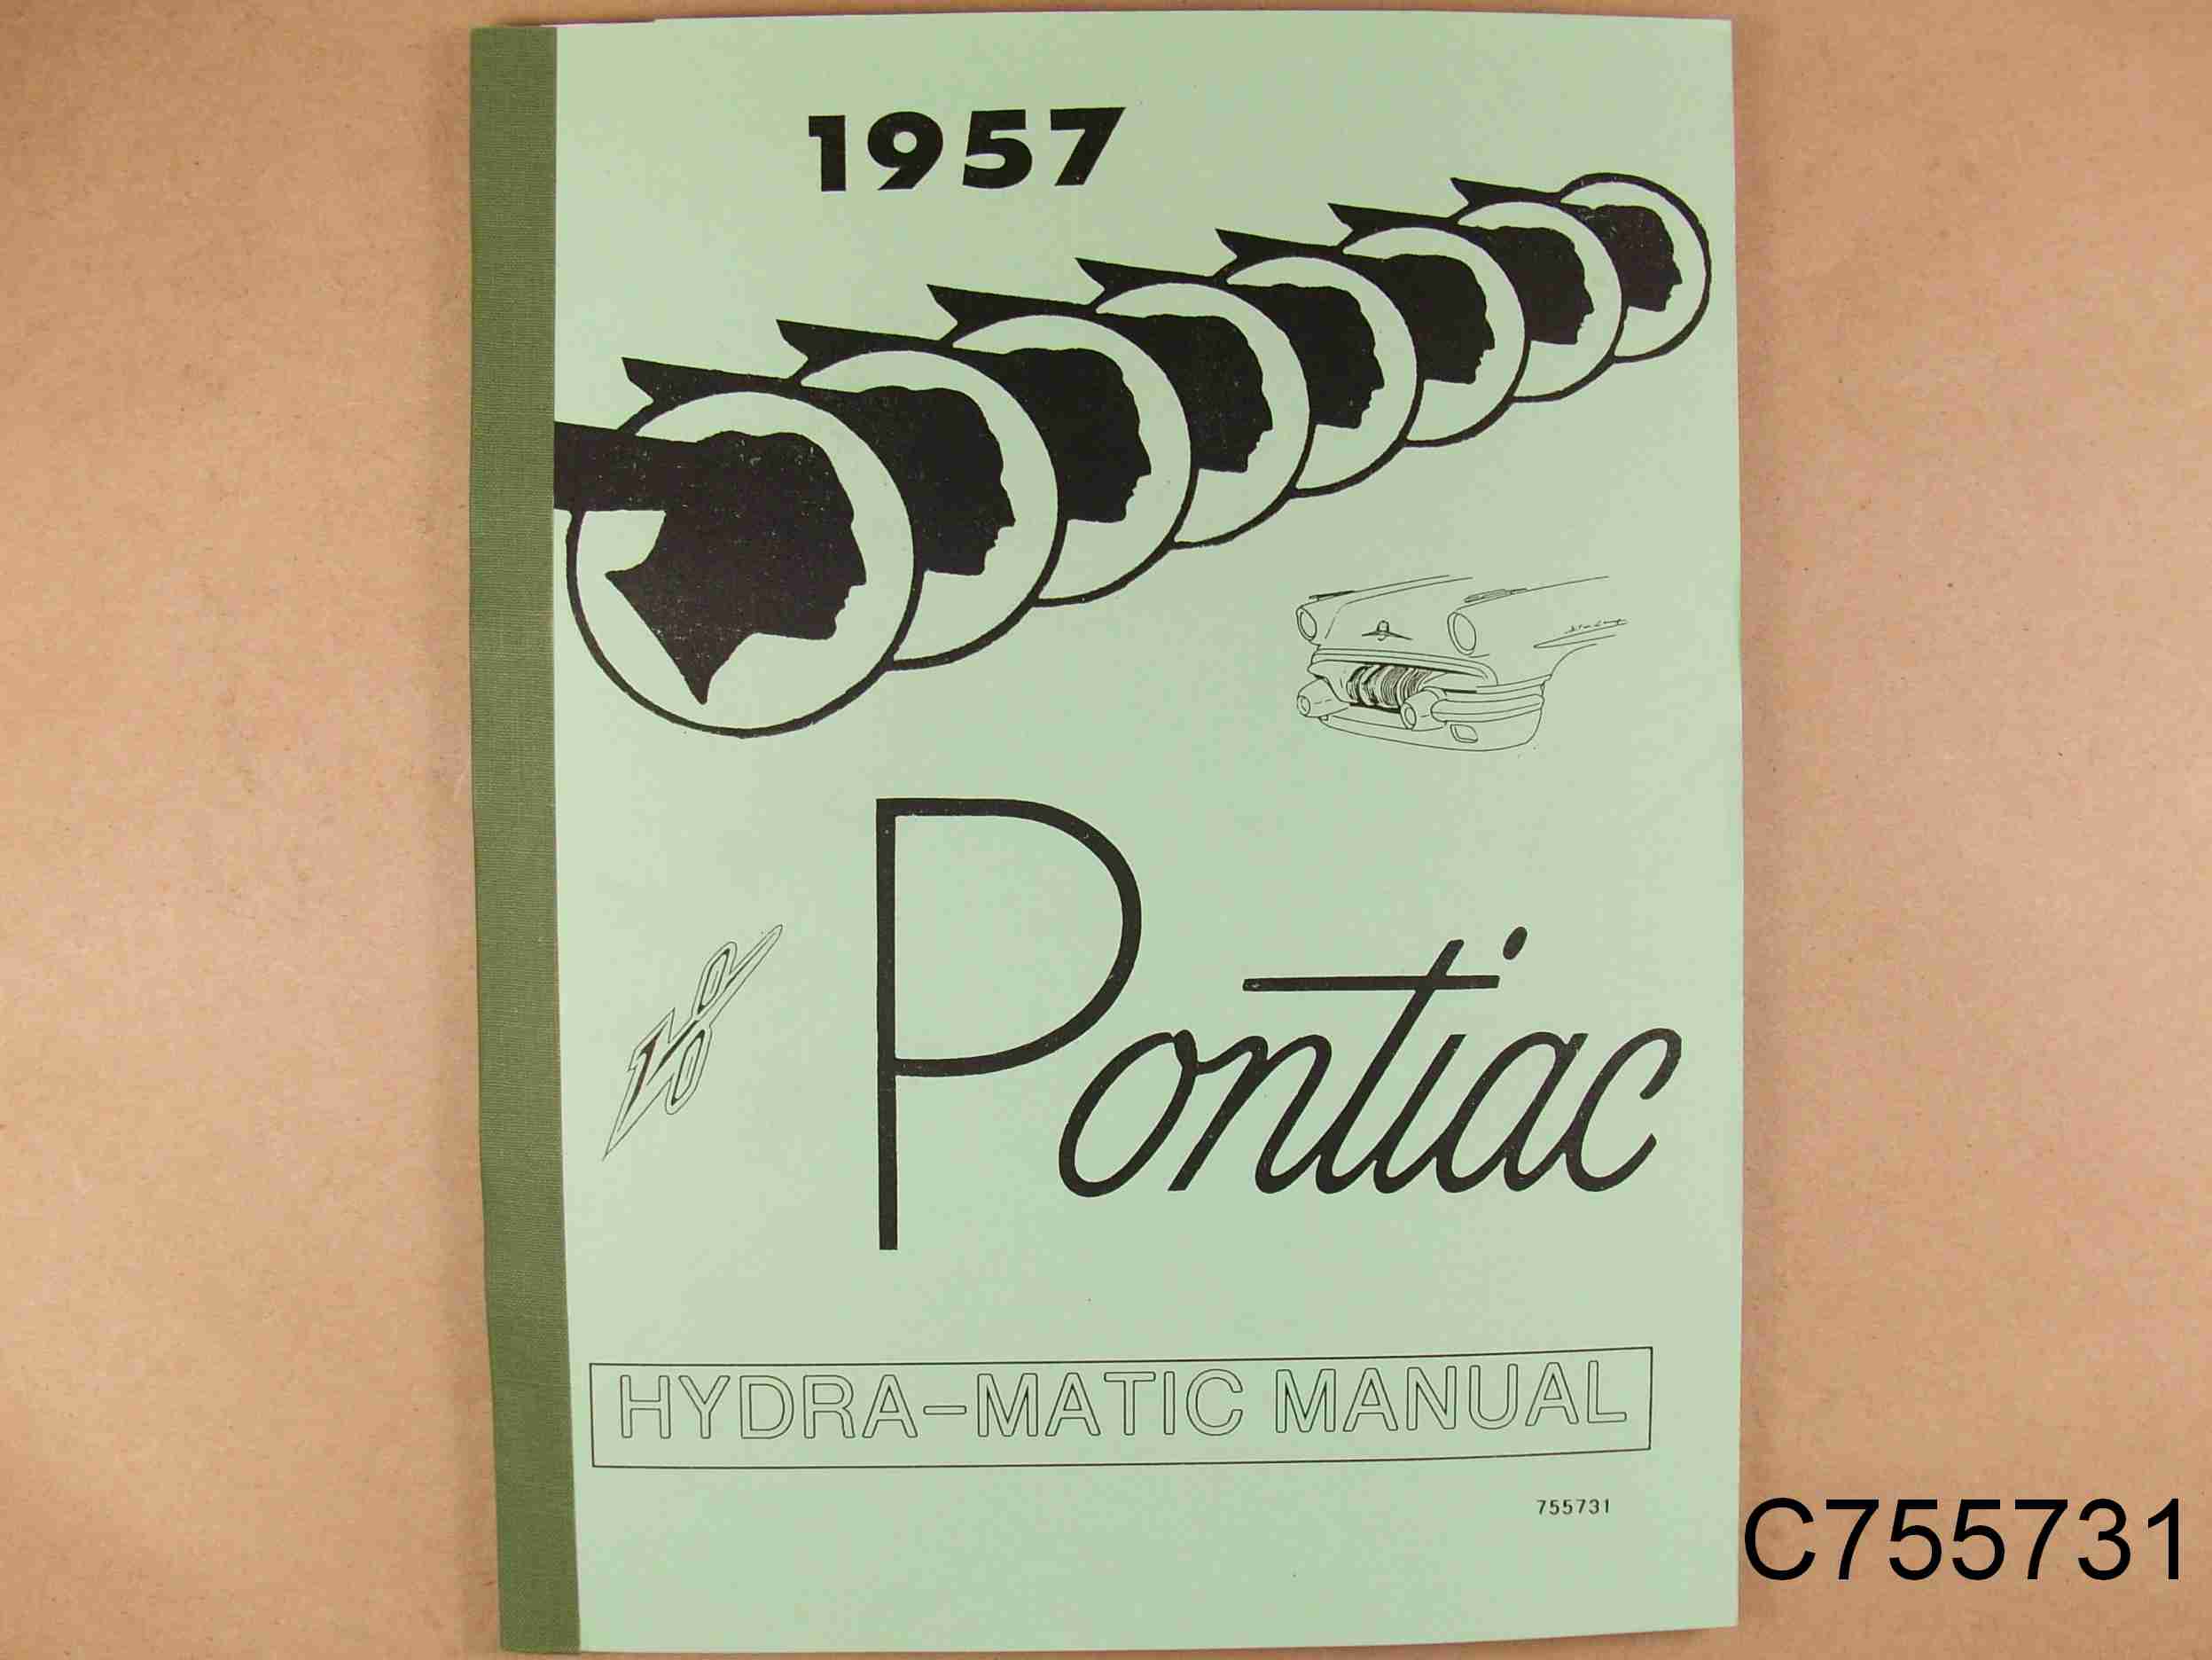 1957
V8
Pontiac
HYDRA-MATIC MANUAL
755731
C755731